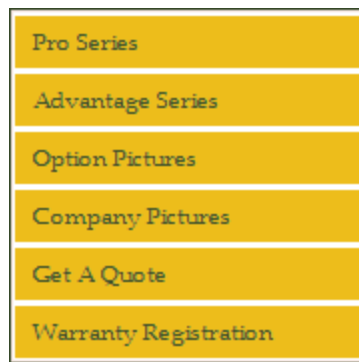 Pro Series
Advantage Series
Option Pictures
Company Pictures
Get A Quote
Warranty Registration